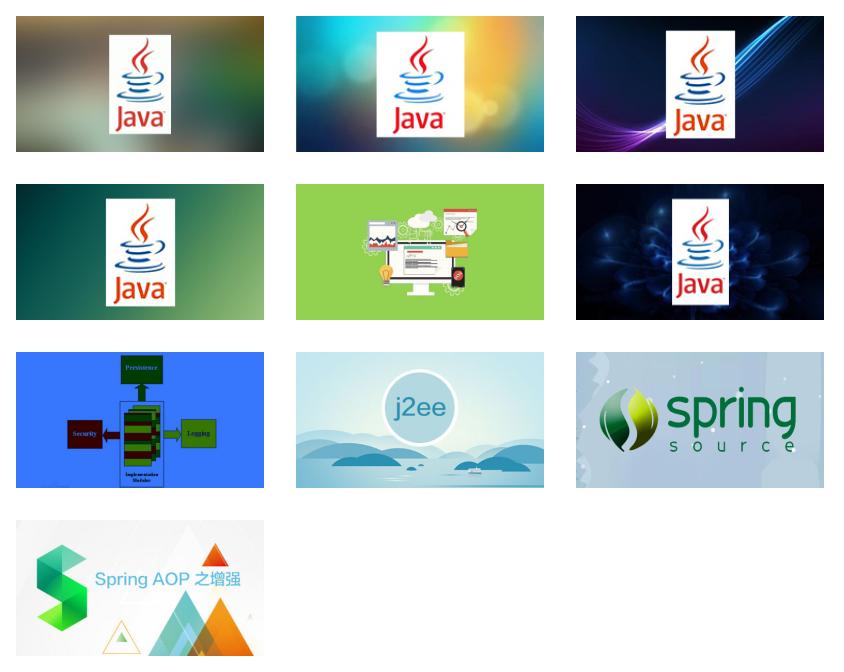 Java
Java
Java
Java
Java
Persistence
Security
Logging
Implementation
Modules
j2ee
spring
source
Spring AOP 之增强